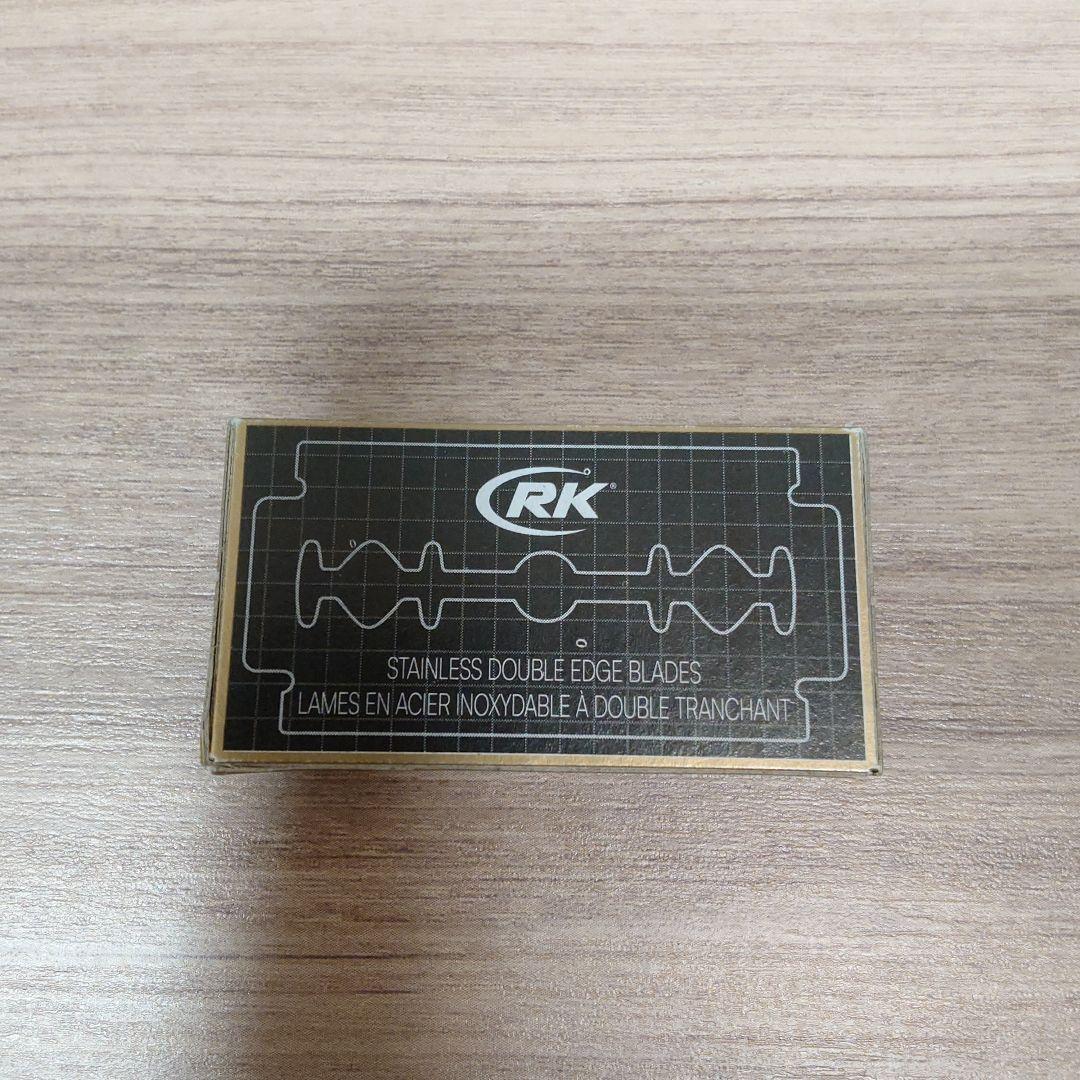 RK®
STAINLESS DOUBLE EDGE BLADES
LAMES EN ACIER INOXYDABLE À DOUBLE TRANCHANT